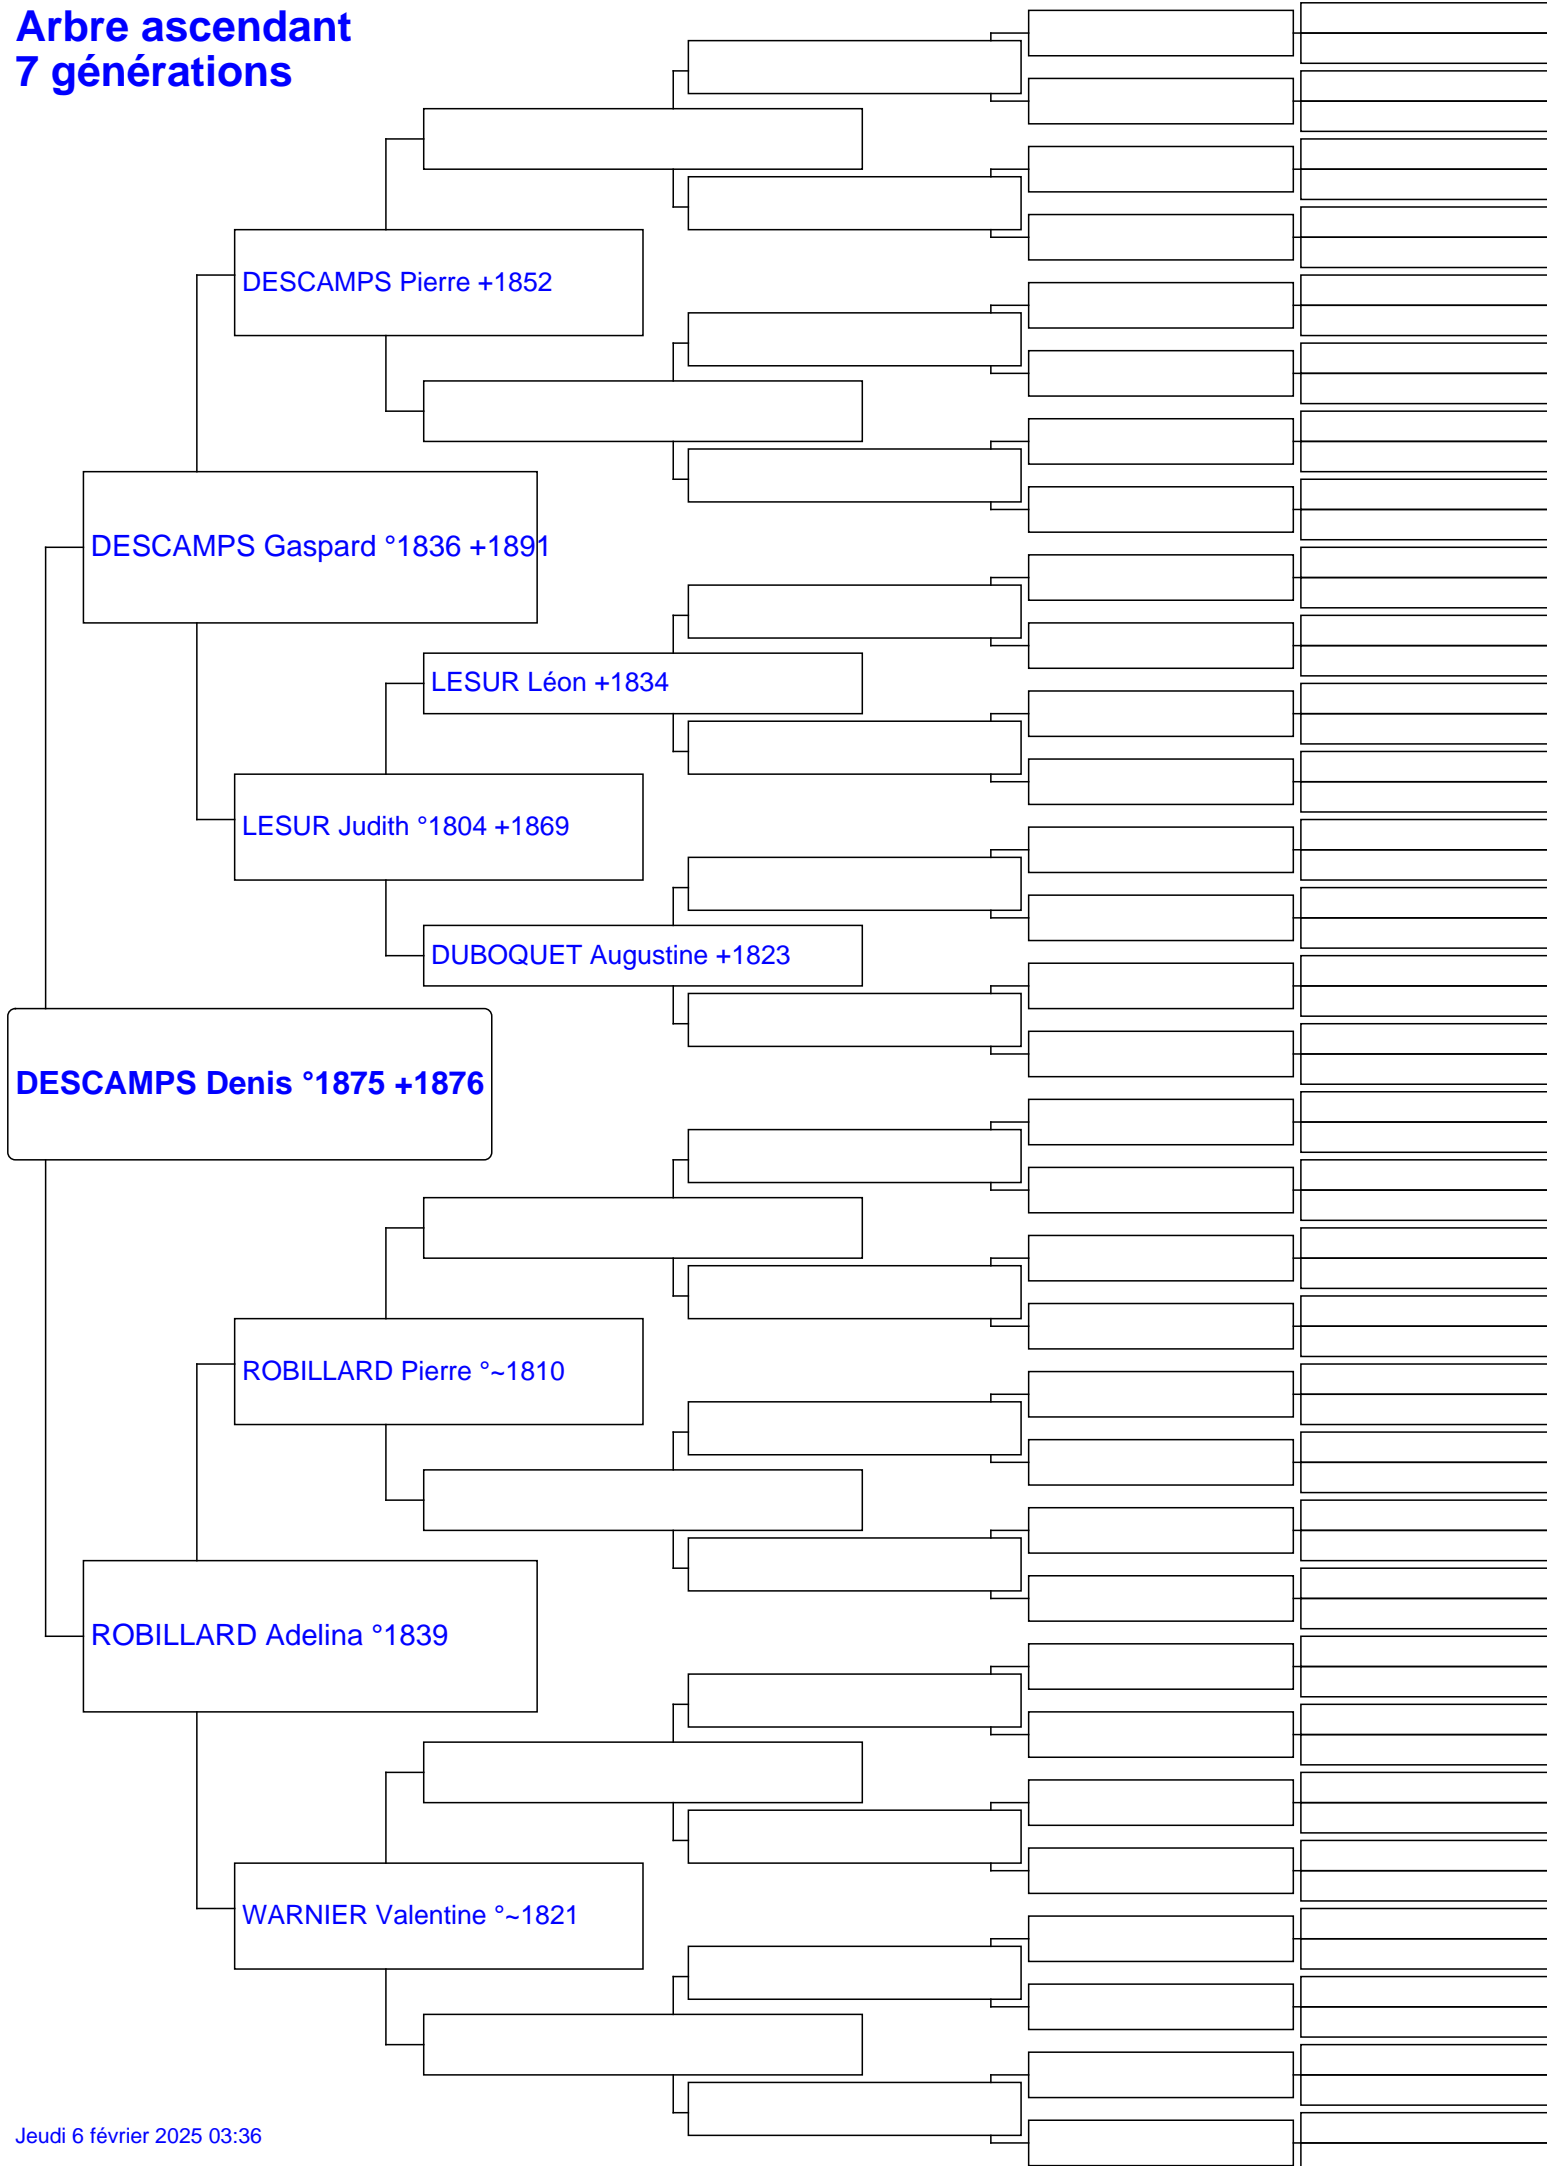 Arbre ascendant
7 générations
DESCAMPS Pierre +1852
DESCAMPS Gaspard °1836 +1891
LESUR Léon +1834
LESUR Judith °1804 +1869
DUBOQUET Augustine +1823
DESCAMPS Denis °1875 +1876
ROBILLARD Pierre °~1810
ROBILLARD Adelina °1839
WARNIER Valentine °~1821
Jeudi 6 février 2025 03:36